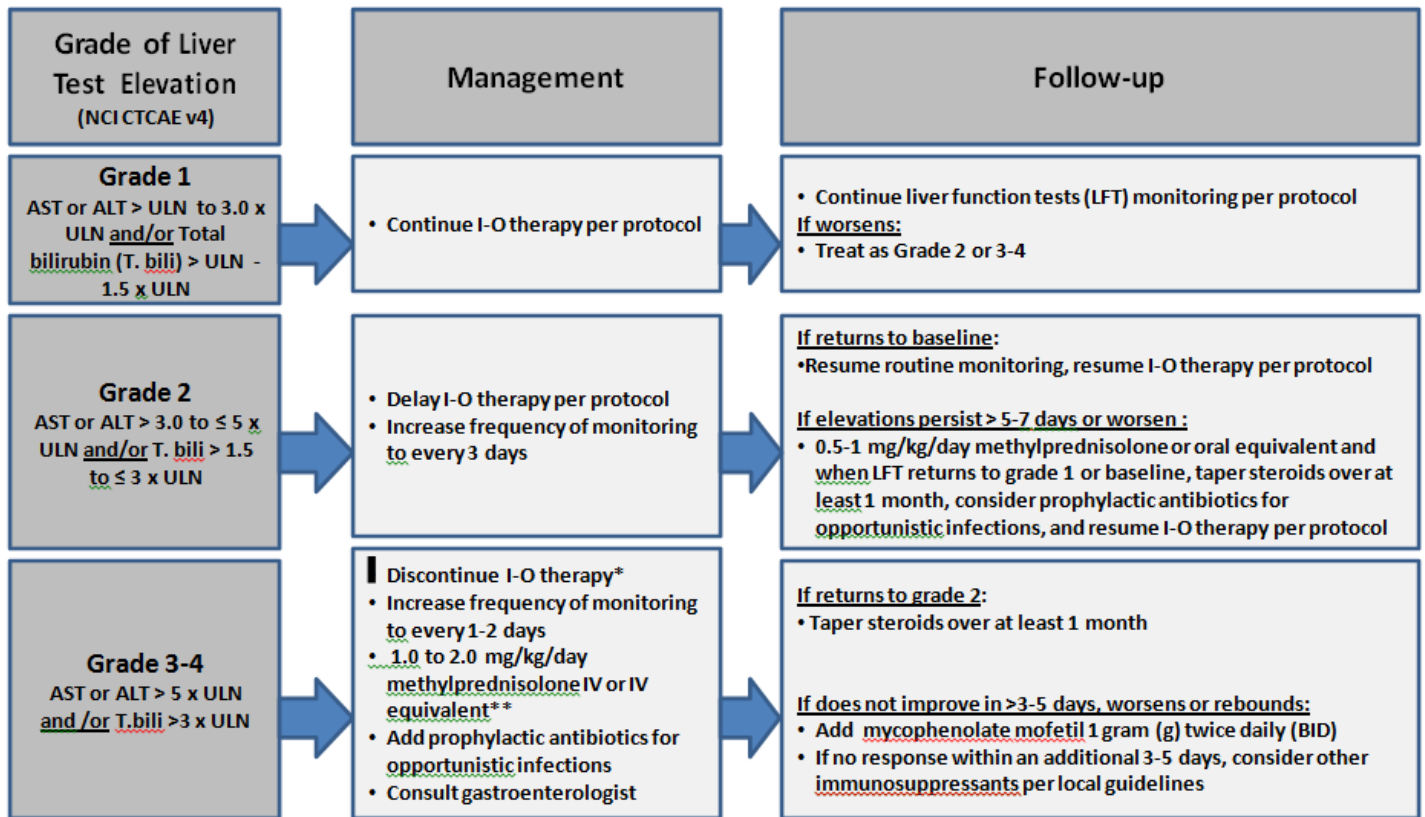 Grade of Liver
Test Elevation
(NCI CTCAE v4)
Management
Follow-up
Grade 1
AST or ALT > ULN to 3.0 x
ULN and/or Total
bilirubin (T. bili) > ULN -
1.5 x ULN
• Continue I-O therapy per protocol
• Continue liver function tests (LFT) monitoring per protocol
If worsens:
• Treat as Grade 2 or 3-4
Grade 2
AST or ALT > 3.0 to ≤ 5 x
ULN and/or T. bili > 1.5
to ≤ 3 x ULN
• Delay I-O therapy per protocol
• Increase frequency of monitoring
to every 3 days
If returns to baseline:
•Resume routine monitoring, resume I-O therapy per protocol
If elevations persist > 5-7 days or worsen :
• 0.5-1 mg/kg/day methylprednisolone or oral equivalent and
when LFT returns to grade 1 or baseline, taper steroids over at
least 1 month, consider prophylactic antibiotics for
opportunistic infections, and resume I-O therapy per protocol
Grade 3-4
AST or ALT > 5 x ULN
and /or T.bili >3 x ULN
Discontinue I-O therapy*
• Increase frequency of monitoring
to every 1-2 days
• 1.0 to 2.0 mg/kg/day
methylprednisolone IV or IV
equivalent**
• Add prophylactic antibiotics for
opportunistic infections
• Consult gastroenterologist
If returns to grade 2:
• Taper steroids over at least 1 month
If does not improve in >3-5 days, worsens or rebounds:
• Add mycophenolate mofetil 1 gram (g) twice daily (BID)
• If no response within an additional 3-5 days, consider other
immunosuppressants per local guidelines